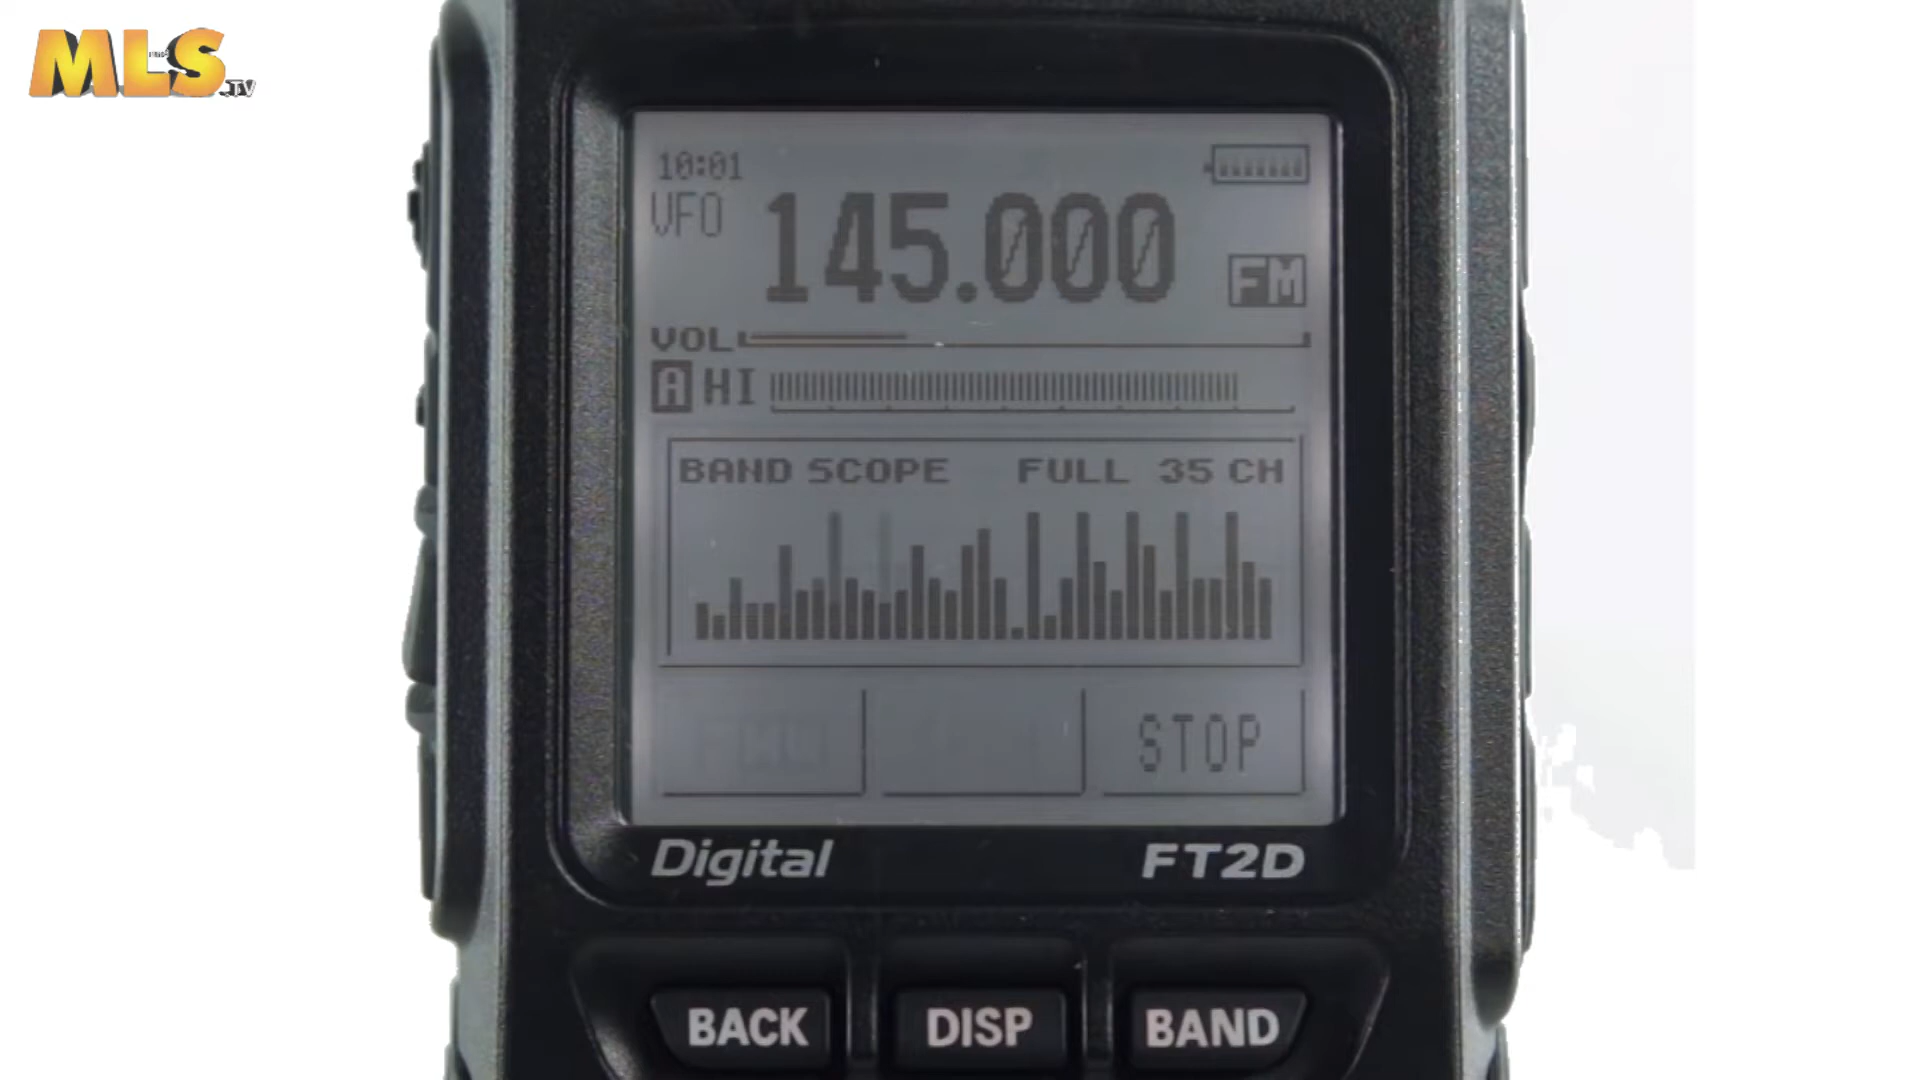 MLS.TV
10:01
VFO 145.000 FM
VOL
A HI
BAND SCOPE FULL 35 CH
STOP
Digital FT2D
BACK DISP BAND